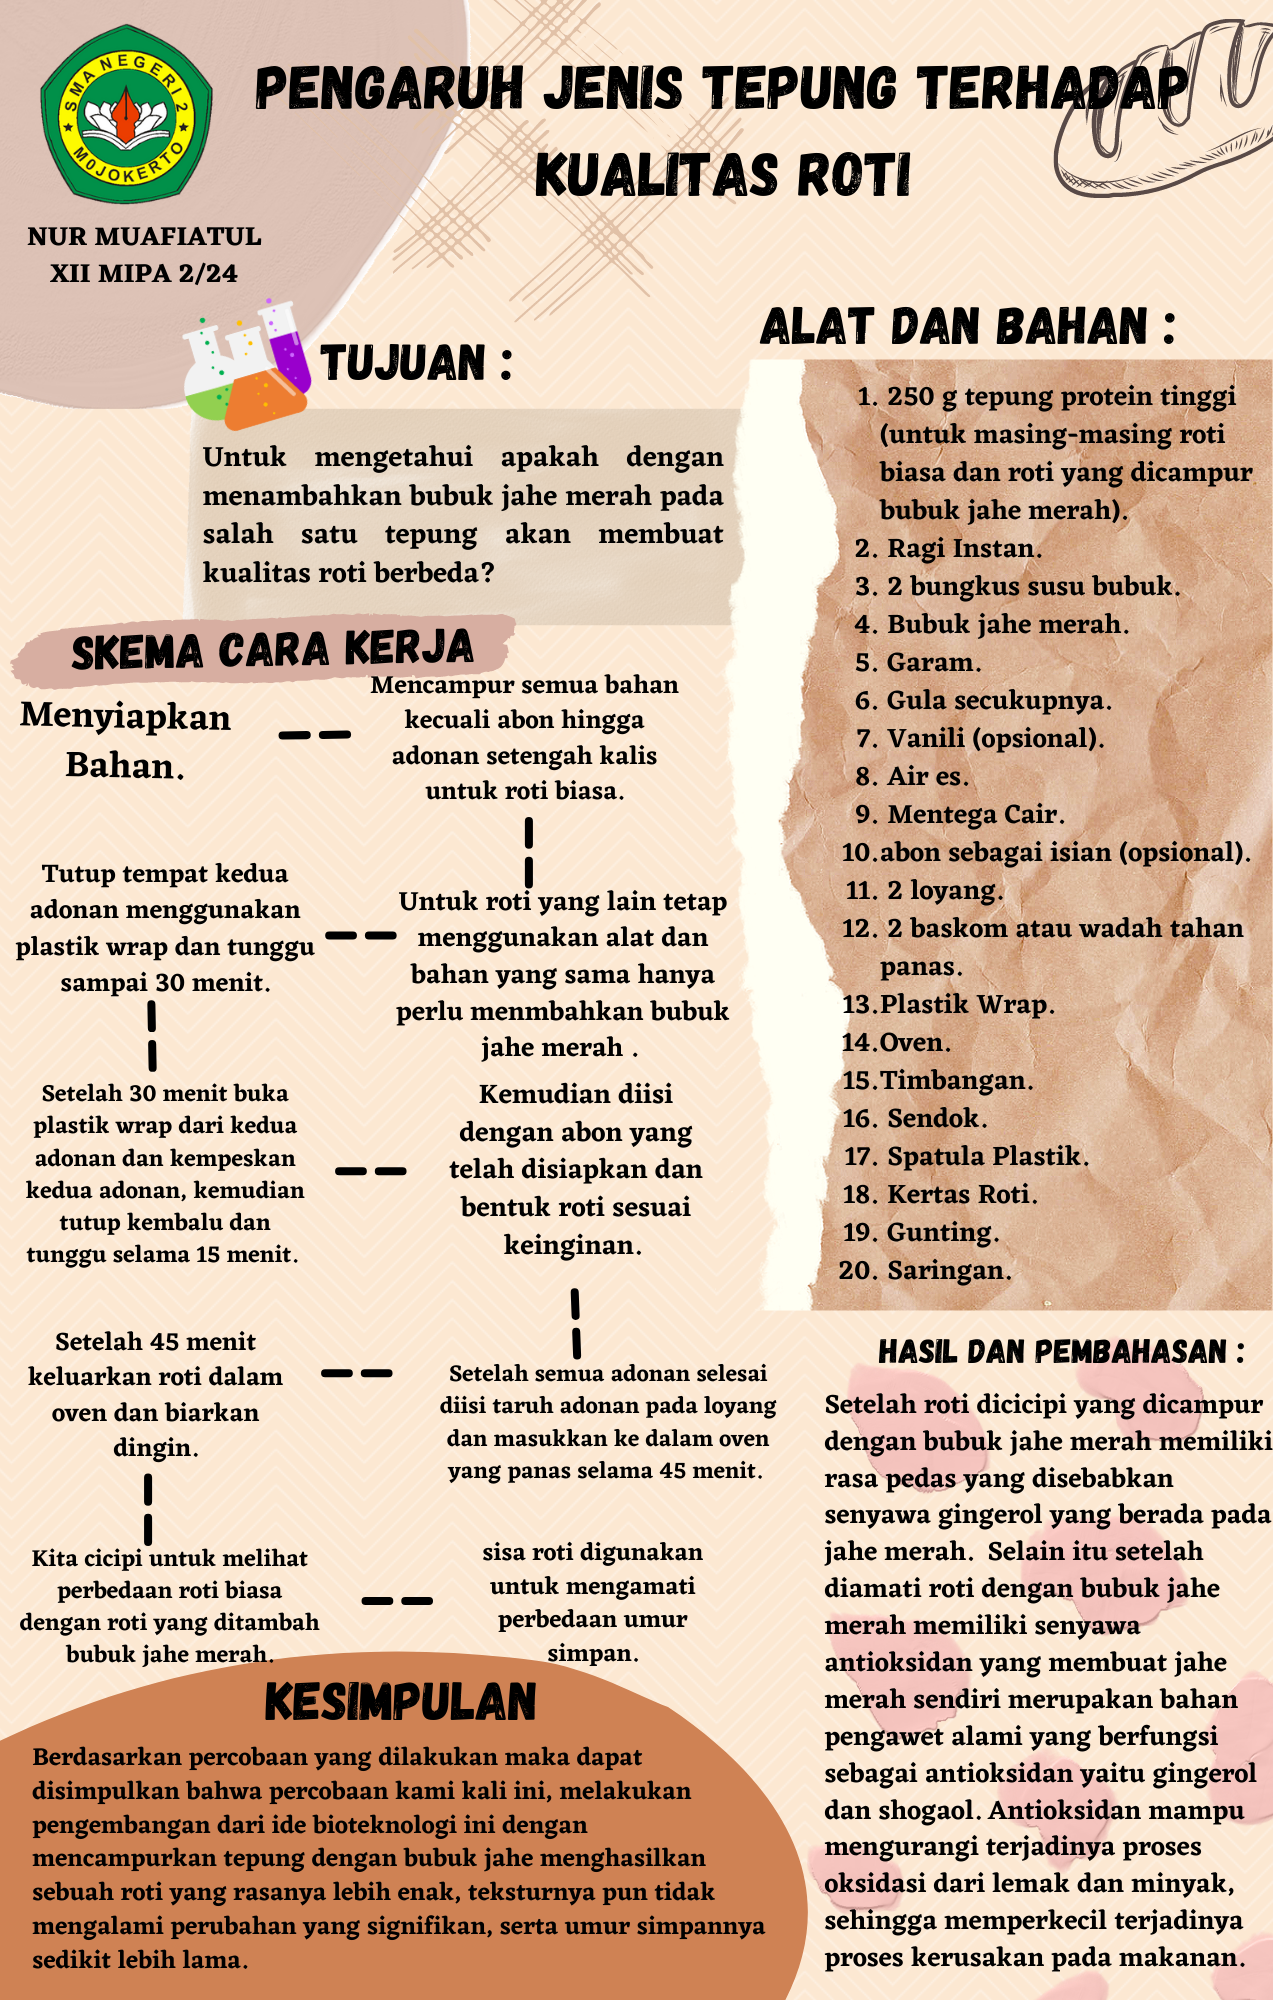 SMA NEGERI 2
MOJOKERTO
PENGARUH JENIS TEPUNG TERHADAP
KUALITAS ROTI
NUR MUAFIATUL
XII MIPA 2/24
TUJUAN :
Untuk mengetahui apakah dengan
menambahkan bubuk jahe merah pada
salah satu tepung akan membuat
kualitas roti berbeda?
ALAT DAN BAHAN :
1. 250 g tepung protein tinggi
(untuk masing-masing roti
biasa dan roti yang dicampur
bubuk jahe merah).
2. Ragi Instan.
3. 2 bungkus susu bubuk.
4. Bubuk jahe merah.
5. Garam.
6. Gula secukupnya.
7. Vanili (opsional).
8. Air es.
9. Mentega Cair.
10.abon sebagai isian (opsional).
11. 2 loyang.
12. 2 baskom atau wadah tahan
panas.
13.Plastik Wrap.
14.Oven.
15.Timbangan.
16. Sendok.
17. Spatula Plastik.
18. Kertas Roti.
19. Gunting.
20. Saringan.
SKEMA CARA KERJA
Menyiapkan
Bahan.
Mencampur semua bahan
kecuali abon hingga
adonan setengah kalis
untuk roti biasa.
Untuk roti yang lain tetap
menggunakan alat dan
bahan yang sama hanya
perlu menmbahkan bubuk
jahe merah .
Tutup tempat kedua
adonan menggunakan
plastik wrap dan tunggu
sampai 30 menit.
Setelah 30 menit buka
plastik wrap dari kedua
adonan dan kempeskan
kedua adonan, kemudian
tutup kembalu dan
tunggu selama 15 menit.
Kemudian diisi
dengan abon yang
telah disiapkan dan
bentuk roti sesuai
keinginan.
Setelah semua adonan selesai
diisi taruh adonan pada loyang
dan masukkan ke dalam oven
yang panas selama 45 menit.
Setelah 45 menit
keluarkan roti dalam
oven dan biarkan
dingin.
Kita cicipi untuk melihat
perbedaan roti biasa
dengan roti yang ditambah
bubuk jahe merah.
sisa roti digunakan
untuk mengamati
perbedaan umur
simpan.
HASIL DAN PEMBAHASAN :
Setelah roti dicicipi yang dicampur
dengan bubuk jahe merah memiliki
rasa pedas yang disebabkan
senyawa gingerol yang berada pada
jahe merah.  Selain itu setelah
diamati roti dengan bubuk jahe
merah memiliki senyawa
antioksidan yang membuat jahe
merah sendiri merupakan bahan
pengawet alami yang berfungsi
sebagai antioksidan yaitu gingerol
dan shogaol. Antioksidan mampu
mengurangi terjadinya proses
oksidasi dari lemak dan minyak,
sehingga memperkecil terjadinya
proses kerusakan pada makanan.
KESIMPULAN
Berdasarkan percobaan yang dilakukan maka dapat
disimpulkan bahwa percobaan kami kali ini, melakukan
pengembangan dari ide bioteknologi ini dengan
mencampurkan tepung dengan bubuk jahe menghasilkan
sebuah roti yang rasanya lebih enak, teksturnya pun tidak
mengalami perubahan yang signifikan, serta umur simpannya
sedikit lebih lama.